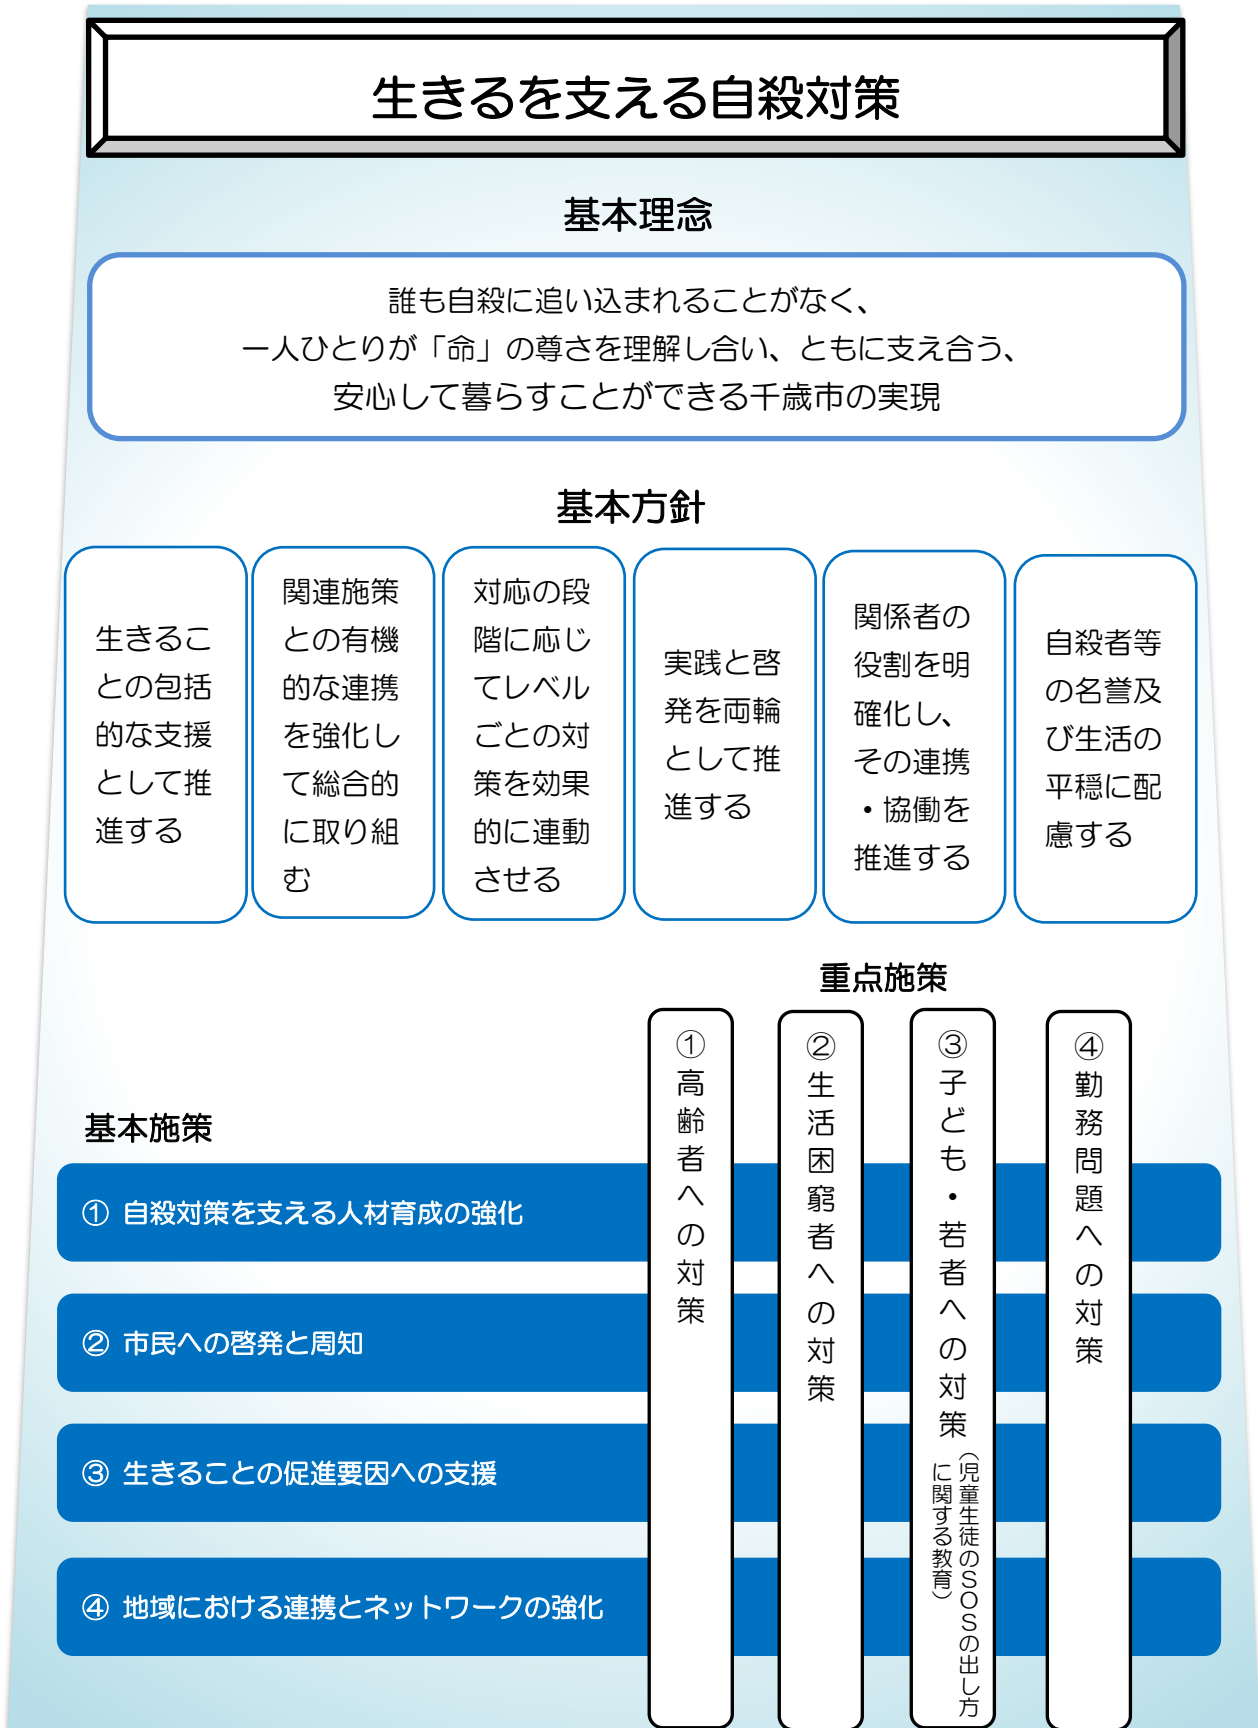 生きるを支える自殺対策
基本理念
誰も自殺に追い込まれることがなく、
一人ひとりが「命」の尊さを理解し合い、ともに支え合う、
安心して暮らすことができる千歳市の実現
基本方針
生きるこ
との包括
的な支援
として推
進する
関連施策
との有機
的な連携
を強化し
て総合的
に取り組
む
対応の段
階に応じ
てレベル
ごとの対
策を効果
的に連動
させる
実践と啓
発を両輪
として推
進する
関係者の
役割を明
確化し、
その連携
・協働を
推進する
自殺者等
の名誉及
び生活の
平穏に配
慮する
重点施策
①高齢者への対策
②生活困窮者への対策
③子ども・若者への対策
（児童生徒のSOSの出し方
に関する教育）
④勤務問題への対策
基本施策
① 自殺対策を支える人材育成の強化
② 市民への啓発と周知
③ 生きることの促進要因への支援
④ 地域における連携とネットワークの強化